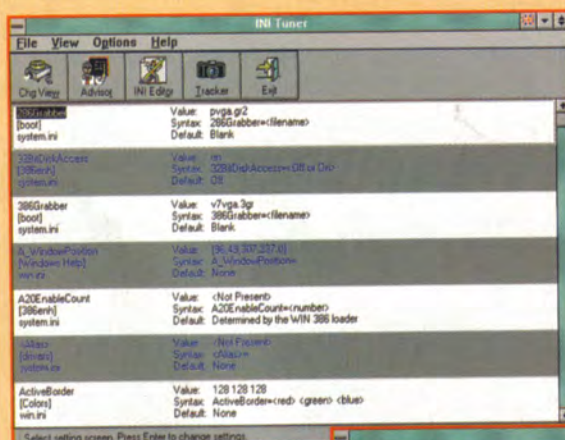 INI Tuner
File View Options Help
Chg View Advisor INI Editor Tracker Exit
286Grabber Value: pvga.gr2
[boot] Syntax: 286Grabber=<filename>
system.ini Default: Blank
32BitDiskAccess Value: on
[386enh] Syntax: 32BitDiskAccess=<Off or On>
system.ini Default: Off
386Grabber Value: v7vga.3gr
[boot] Syntax: 386Grabber=<filename>
system.ini Default: Blank
A_WindowPosition Value:
[Windows Help] Syntax: A_WindowPosition=
win.ini Default: None
A20EnableCount Value: <Not Present>
[386enh] Syntax: A20EnableCount=<number>
system.ini Default: Determined by the WIN 386 loader
<Alias> Value: <Not Present>
[drivers] Syntax: <Alias>=
system.ini Default: None
ActiveBorder Value: 128 128 128
[Colors] Syntax: ActiveBorder=<red> <green> <blue>
win.ini Default: None
Select setting screen. Press Enter to change settings.